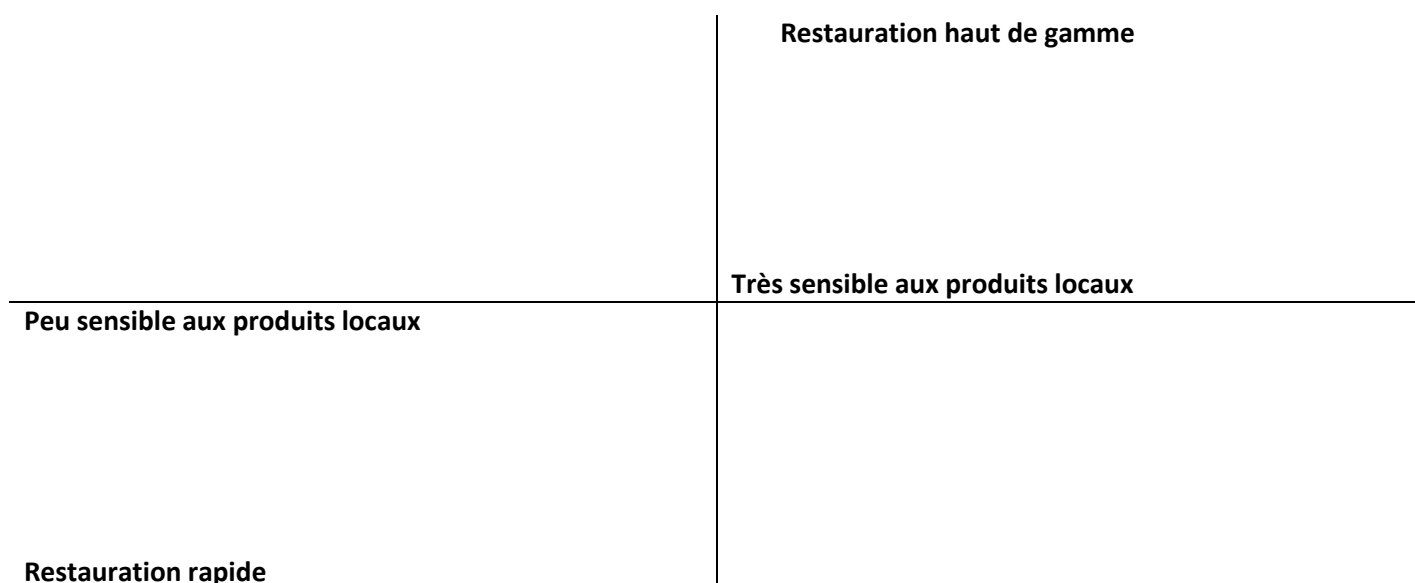 Restauration haut de gamme
Très sensible aux produits locaux
Peu sensible aux produits locaux
Restauration rapide